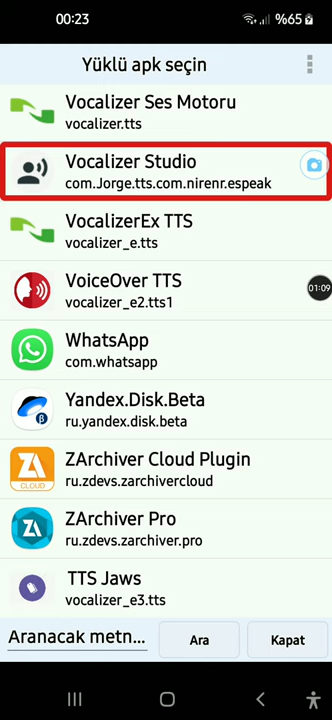 00:23
%65
Yüklü apk seçin
Vocalizer Ses Motoru
vocalizer.tts
Vocalizer Studio
com.Jorge.tts.com.nirenr.espeak
VocalizerEx TTS
vocalizer_e.tts
VoiceOver TTS
vocalizer_e2.tts1
01:09
WhatsApp
com.whatsapp
Yandex.Disk.Beta
ru.yandex.disk.beta
β
ZArchiver Cloud Plugin
ru.zdevs.zarchivercloud
ZA
CLOUD
ZArchiver Pro
ru.zdevs.zarchiver.pro
ZA
TTS Jaws
vocalizer_e3.tts
Aranacak metn... Ara Kapat